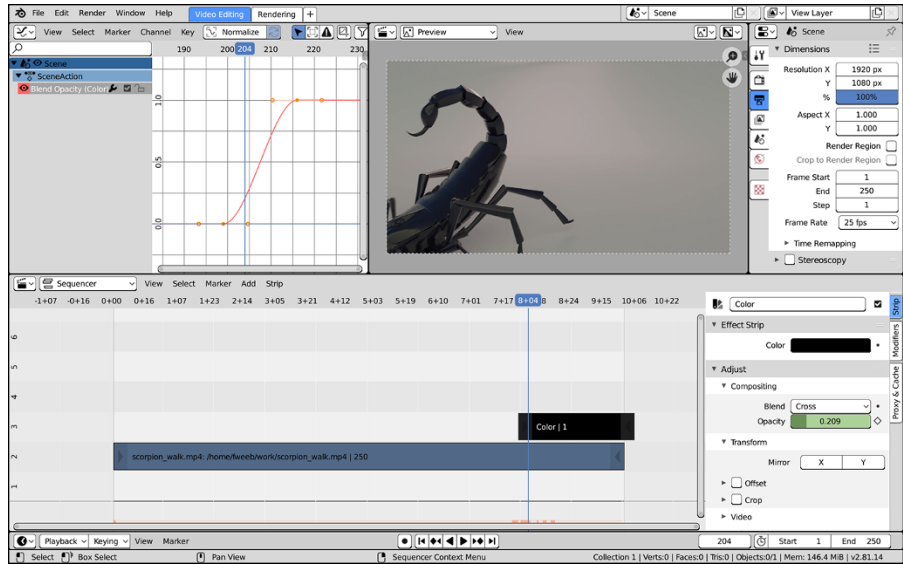 File Edit Render Window Help Video Editing Rendering + Scene View Layer
View Select Marker Channel Key Normalize Preview View Scene
190 200 204 210 220 230
Scene
SceneAction
Blend Opacity (Color)
1.0
0.5
0.0
Dimensions
Resolution X 1920 px
Y 1080 px
% 100%
Aspect X 1.000
Y 1.000
Render Region
Crop to Render Region
Frame Start 1
End 250
Step 1
Frame Rate 25 fps
Time Remapping
Stereoscopy
Sequencer View Select Marker Add Strip
-1+07 -0+16 0+00 0+16 1+07 1+23 2+14 3+05 3+21 4+12 5+03 5+19 6+10 7+01 7+17 8+04 8 8+24 9+15 10+06 10+22
6
5
4
3
2
1
Color | 1
scorpion_walk.mp4: /home/fweeb/work/scorpion_walk.mp4 | 250
Color
Effect Strip
Color
Adjust
Compositing
Blend Cross
Opacity 0.209
Transform
Mirror X Y
Offset
Crop
Video
Strip
Modifiers
Proxy & Cache
Playback Keying View Marker 204 Start 1 End 250
Select Box Select Pan View Sequencer Context Menu Collection 1 | Verts:0 | Faces:0 | Tris:0 | Objects:0/1 | Mem: 146.4 MiB | v2.81.14